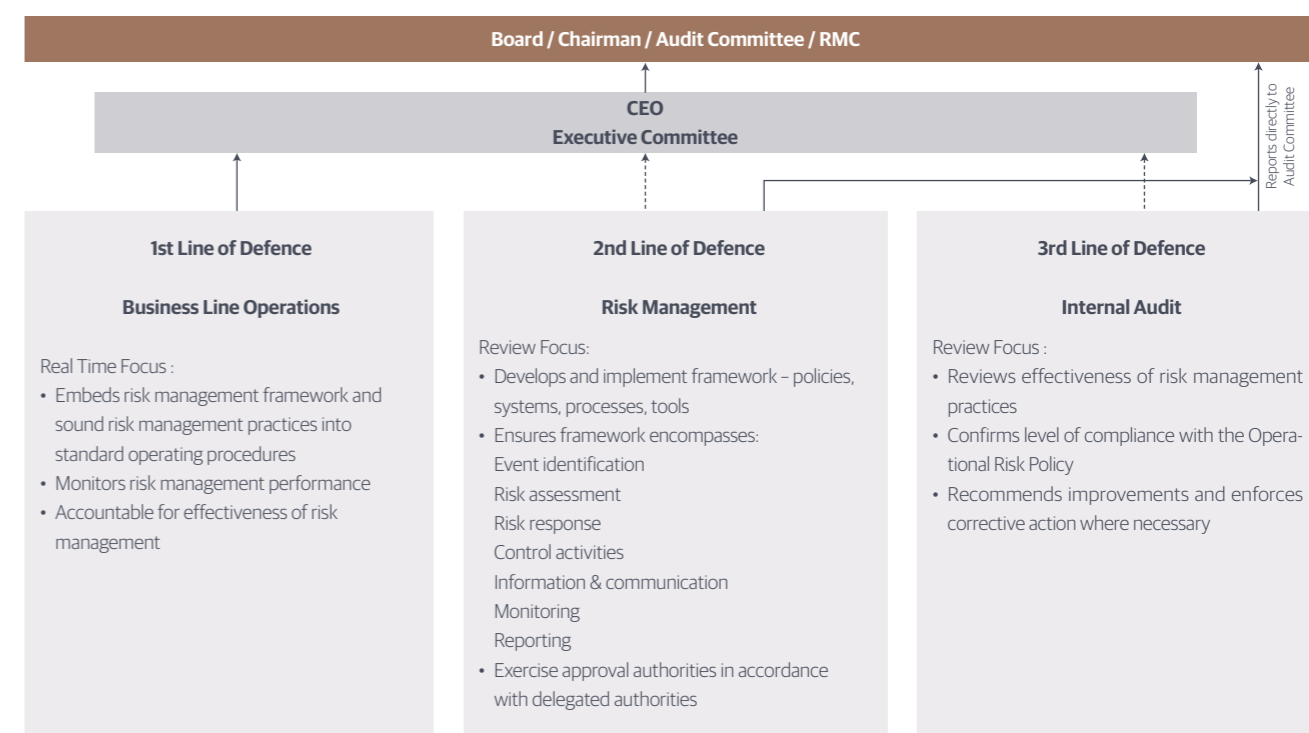 Board / Chairman / Audit Committee / RMC
CEO
Executive Committee
Reports directly to
Audit Committee
1st Line of Defence
Business Line Operations
Real Time Focus :
• Embeds risk management framework and
sound risk management practices into
standard operating procedures
• Monitors risk management performance
• Accountable for effectiveness of risk
management
2nd Line of Defence
Risk Management
Review Focus:
• Develops and implement framework – policies,
systems, processes, tools
• Ensures framework encompasses:
Event identification
Risk assessment
Risk response
Control activities
Information & communication
Monitoring
Reporting
• Exercise approval authorities in accordance
with delegated authorities
3rd Line of Defence
Internal Audit
Review Focus :
• Reviews effectiveness of risk management
practices
• Confirms level of compliance with the Opera-
tional Risk Policy
• Recommends improvements and enforces
corrective action where necessary